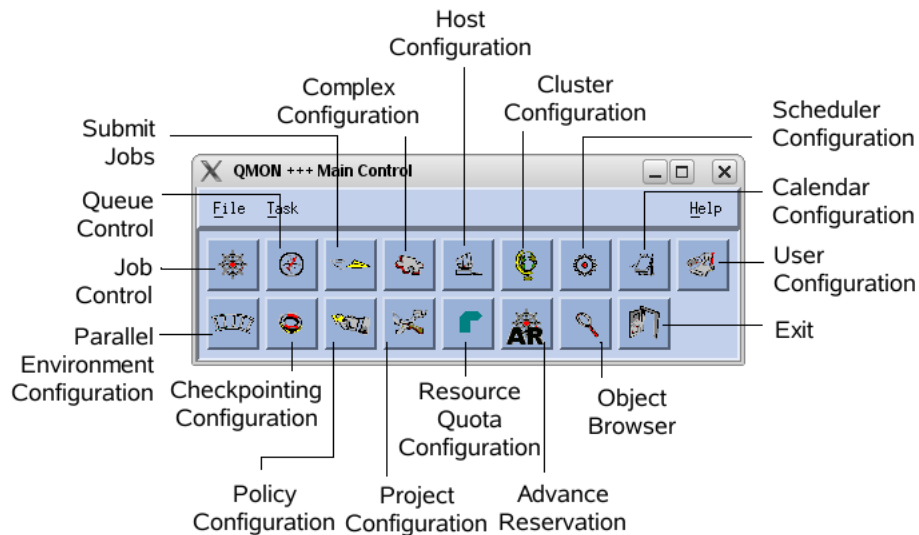 Host
Configuration
Complex
Configuration
Cluster
Configuration
Scheduler
Configuration
Submit
Jobs
QMON +++ Main Control
Queue
Control
File Task Help
Calendar
Configuration
Job
Control
User
Configuration
Parallel
Environment
Configuration
AR
Exit
Checkpointing
Configuration
Resource
Quota
Configuration
Object
Browser
Policy
Configuration
Project
Configuration
Advance
Reservation